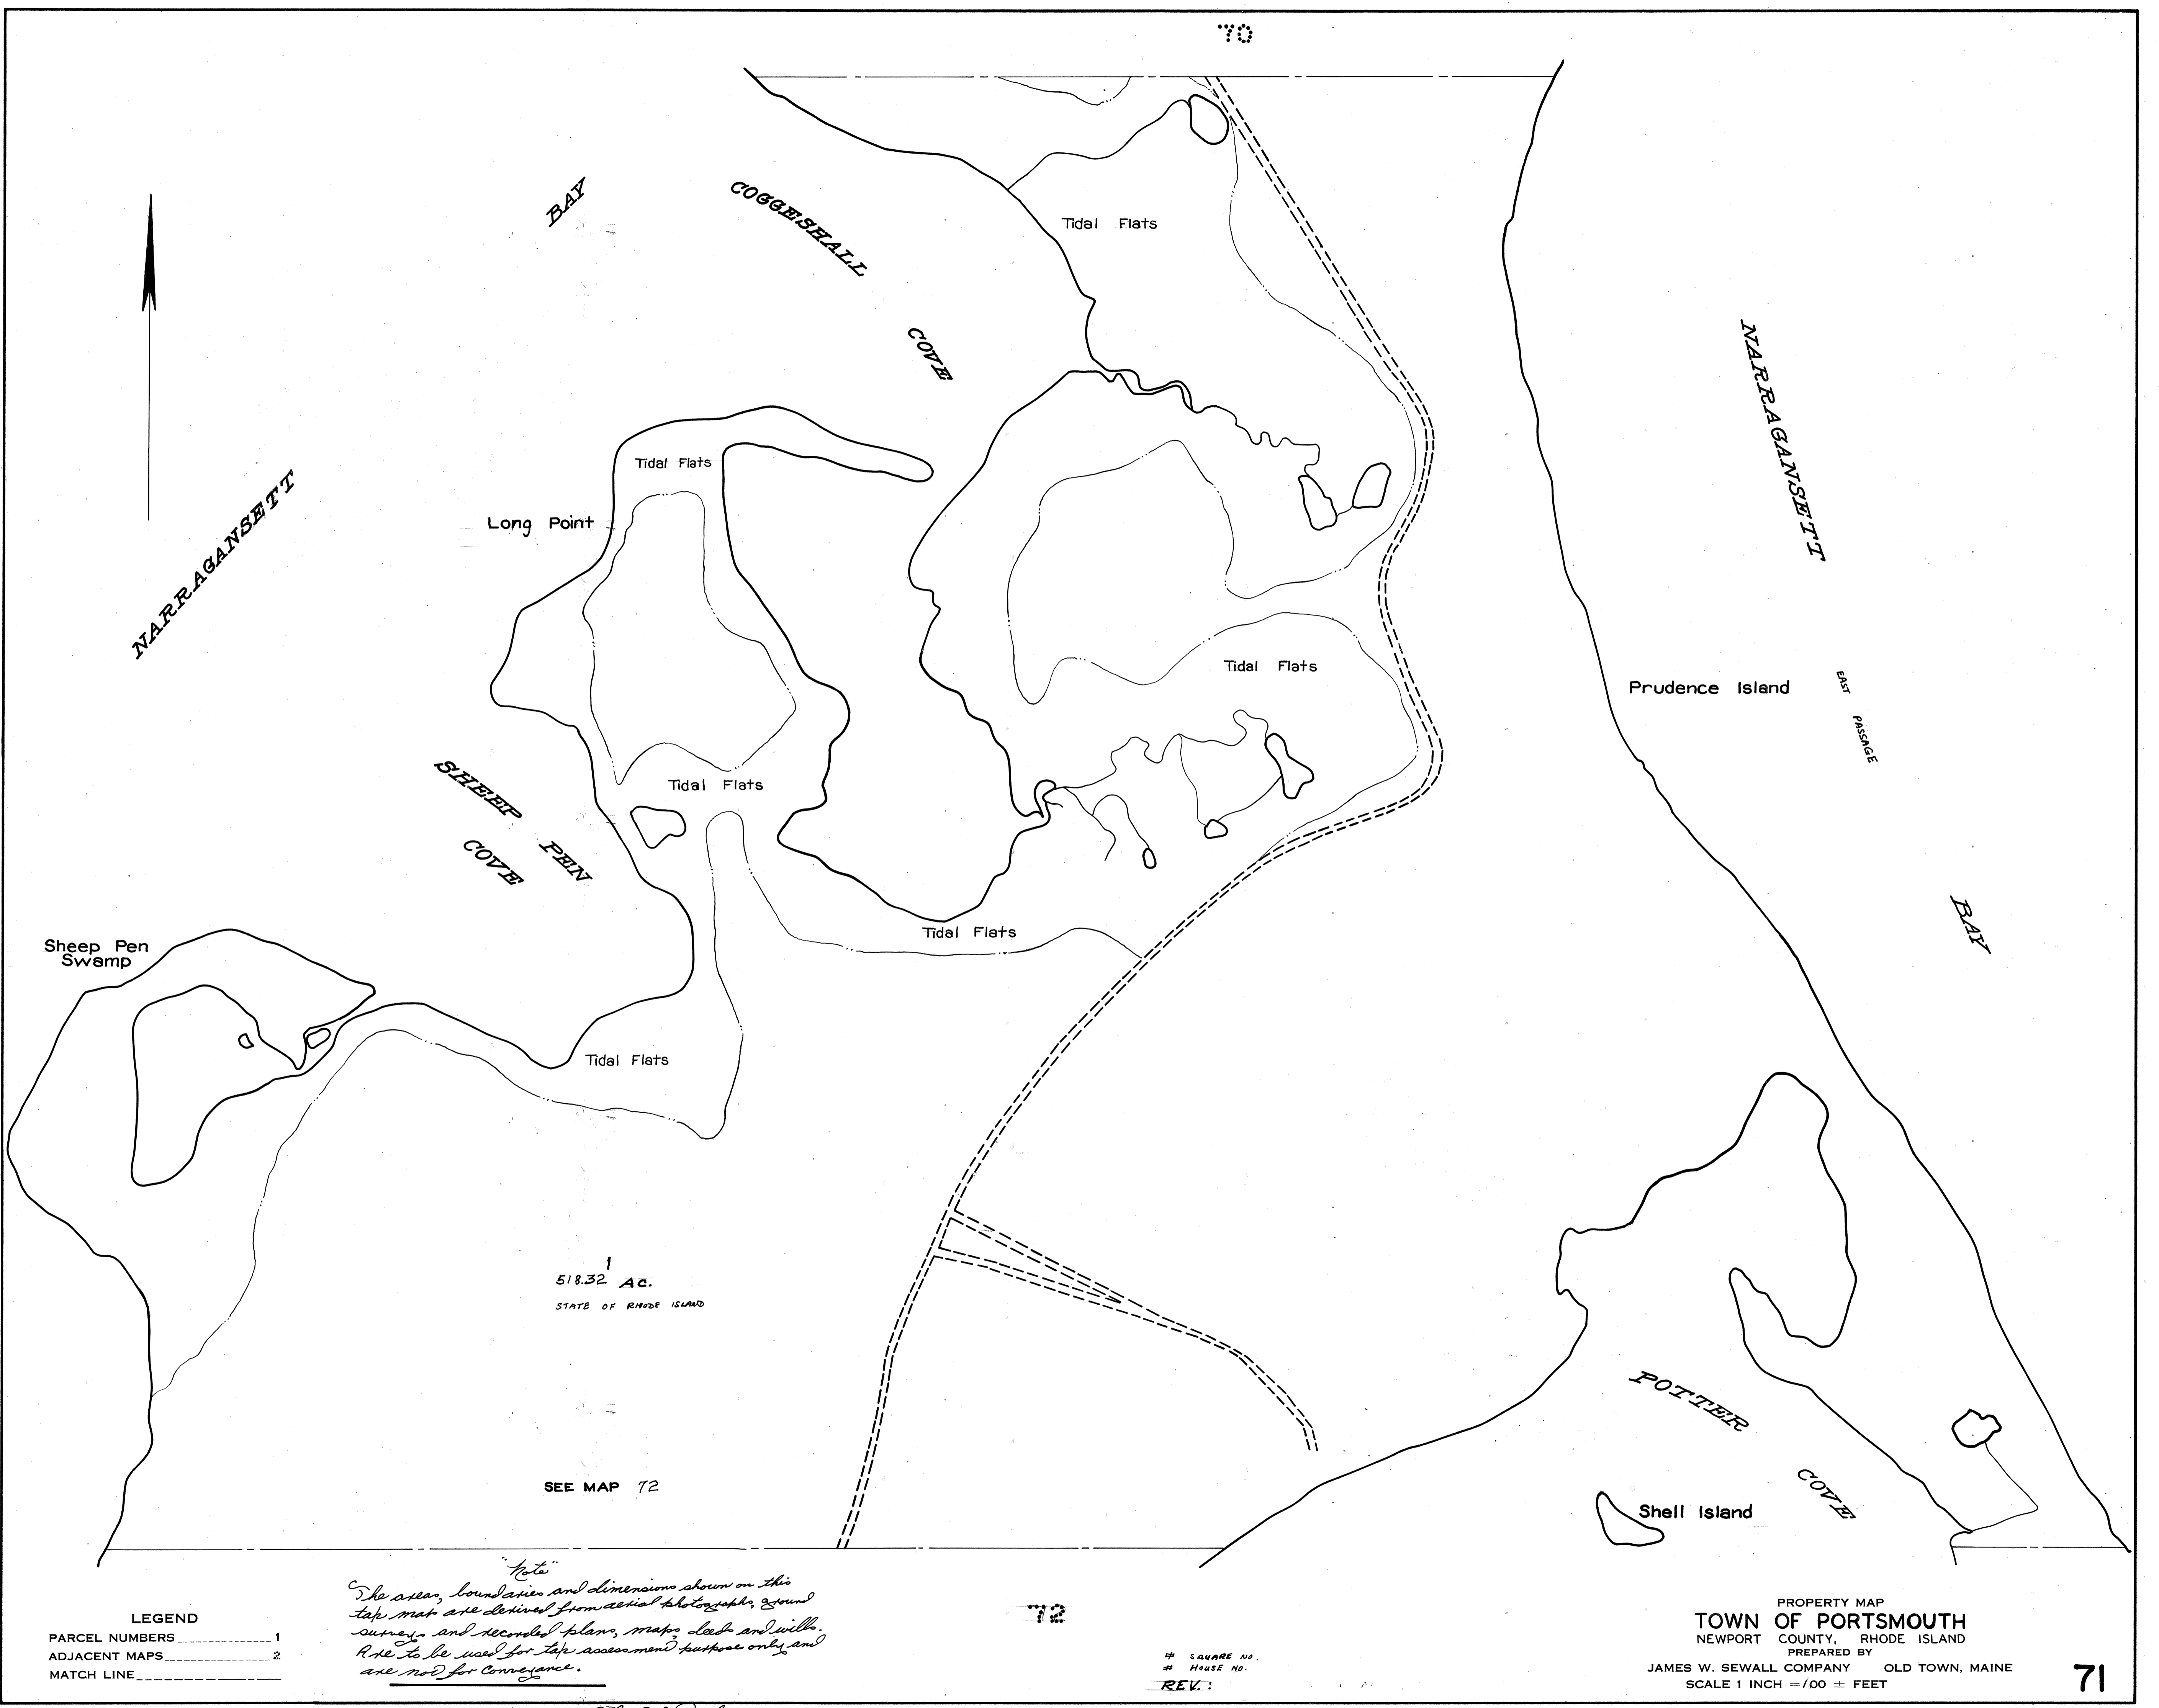 70
BAY
COGGESHALL
COVE
Tidal Flats
NARRAGANSETT
NARRAGANSETT
Tidal Flats
Long Point
Tidal Flats
Prudence Island
EAST PASSAGE
Tidal Flats
SHEEP PEN
COVE
BAY
Tidal Flats
Sheep Pen
Swamp
Tidal Flats
1
518.32 AC.
STATE OF RHODE ISLAND
POTTER
COVE
Shell Island
SEE MAP 72
"Note"
The areas, boundaries and dimensions shown on this
tax map are derived from aerial photographs, ground
surveys and recorded plans, maps, deeds and wills.
Are to be used for tax assessment purpose only and
are not for conveyance.
LEGEND
PARCEL NUMBERS 1
ADJACENT MAPS 2
MATCH LINE
72
# SQUARE NO.
# HOUSE NO.
REV.:
PROPERTY MAP
TOWN OF PORTSMOUTH
NEWPORT COUNTY, RHODE ISLAND
PREPARED BY
JAMES W. SEWALL COMPANY OLD TOWN, MAINE
SCALE 1 INCH = 100 ± FEET
71